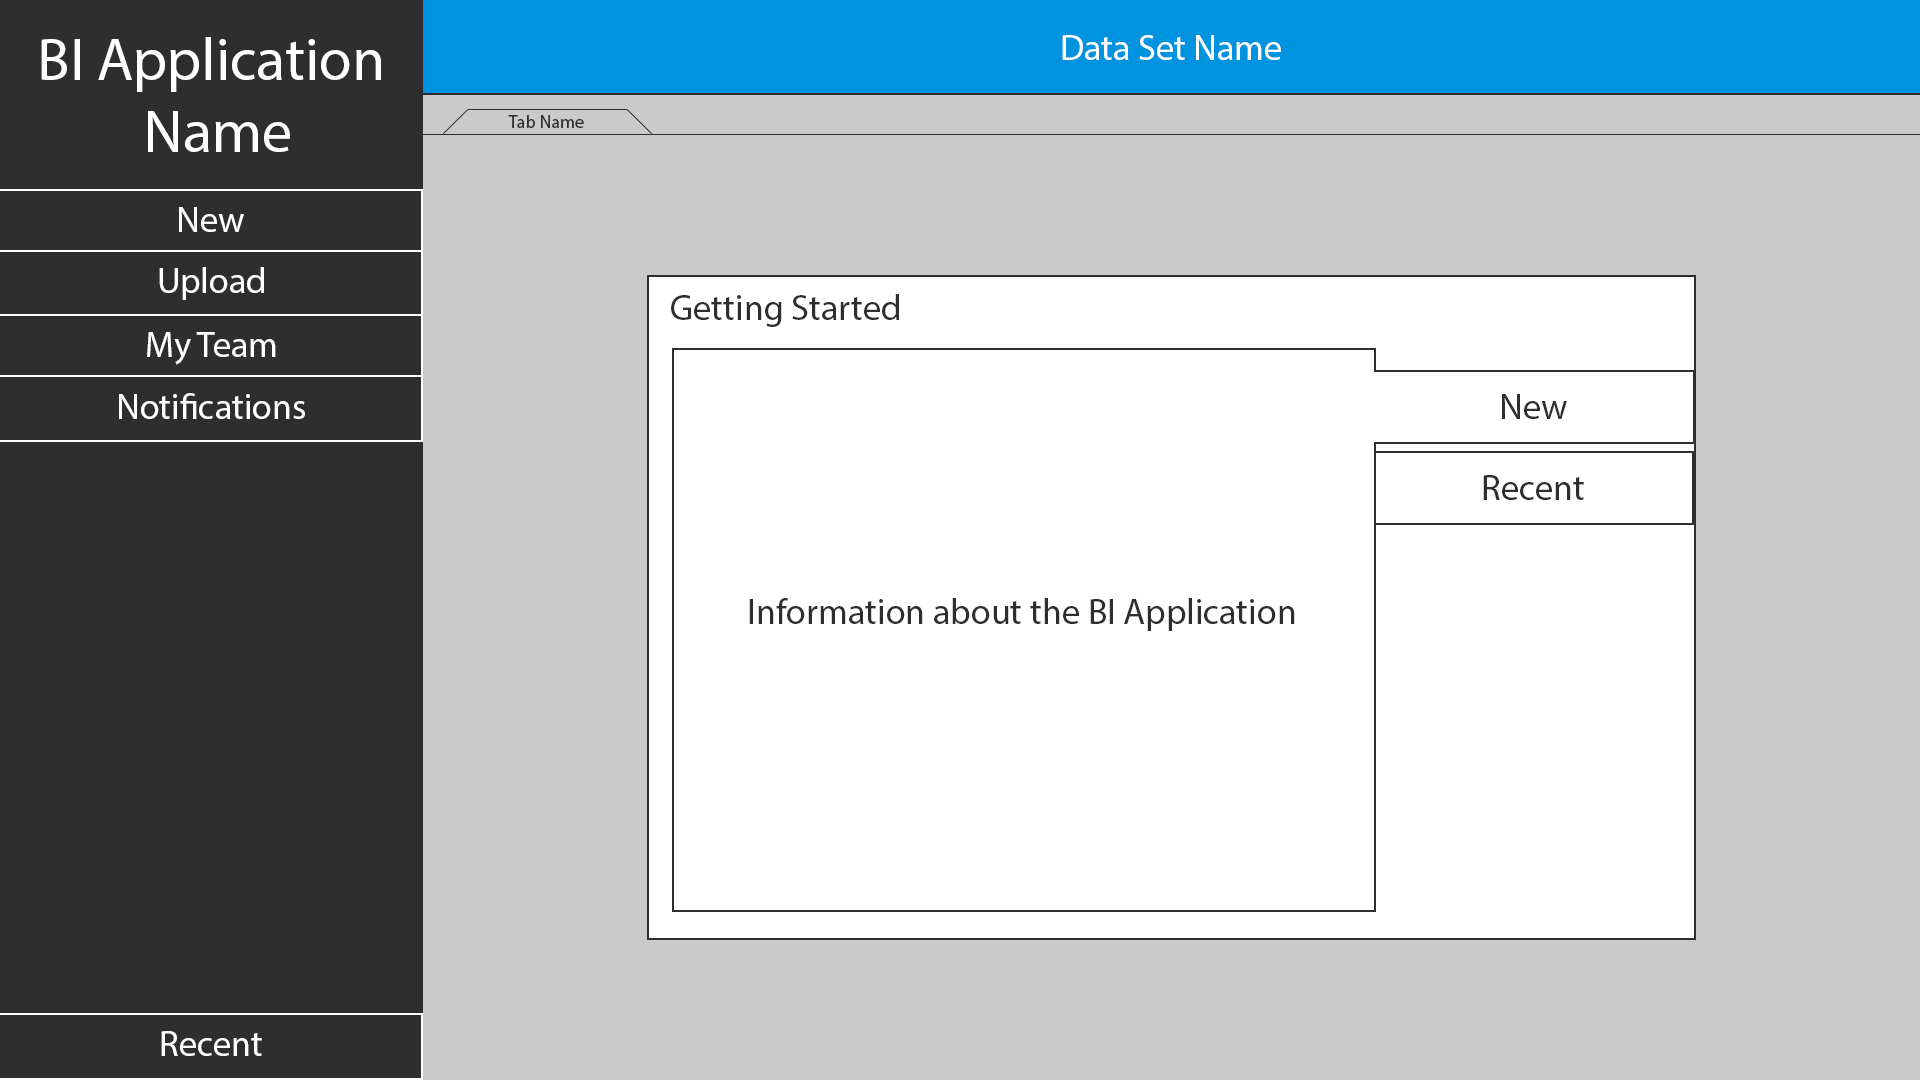 BI Application
Name
New
Upload
My Team
Notifications
Recent
Data Set Name
Tab Name
Getting Started
Information about the BI Application
New
Recent